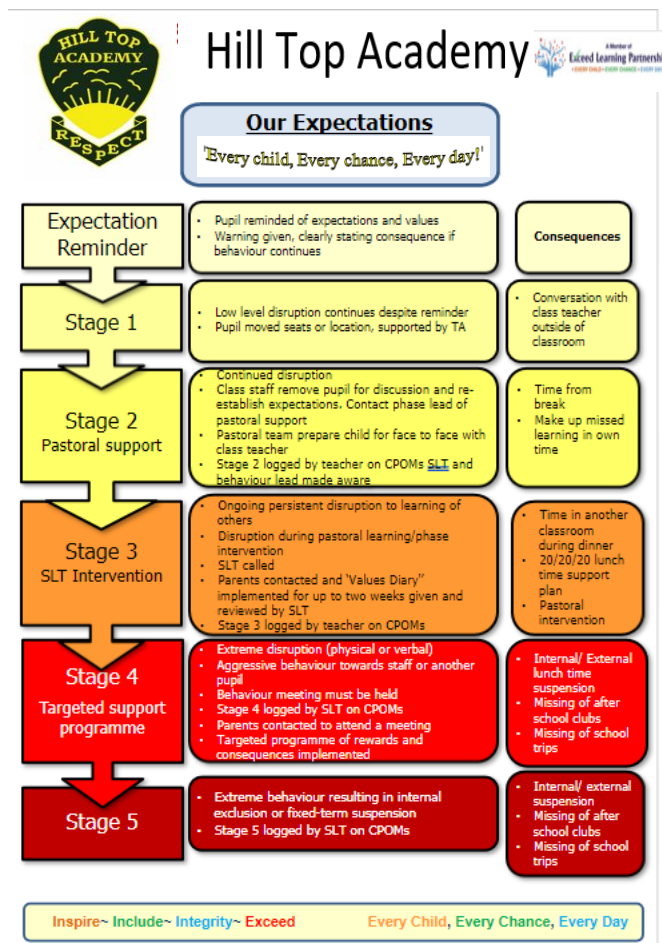 HILL TOP
ACADEMY
RESPECT
Hill Top Academy
A Member of
Exceed Learning Partnership
EVERY CHILD • EVERY CHANCE • EVERY DAY
Our Expectations
'Every child, Every chance, Every day!'
Expectation
Reminder
• Pupil reminded of expectations and values
• Warning given, clearly stating consequence if
behaviour continues
Consequences
Stage 1
• Low level disruption continues despite reminder
• Pupil moved seats or location, supported by TA
• Conversation with
class teacher
outside of
classroom
Stage 2
Pastoral support
• Continued disruption
• Class staff remove pupil for discussion and re-
establish expectations. Contact phase lead of
pastoral support
• Pastoral team prepare child for face to face with
class teacher
• Stage 2 logged by teacher on CPOMs SLT and
behaviour lead made aware
• Time from
break
• Make up missed
learning in own
time
Stage 3
SLT Intervention
• Ongoing persistent disruption to learning of
others
• Disruption during pastoral learning/phase
intervention
• SLT called
• Parents contacted and 'Values Diary''
implemented for up to two weeks given and
reviewed by SLT
• Stage 3 logged by teacher on CPOMs
• Time in another
classroom
during dinner
• 20/20/20 lunch
time support
plan
• Pastoral
intervention
Stage 4
Targeted support
programme
• Extreme disruption (physical or verbal)
• Aggressive behaviour towards staff or another
pupil
• Behaviour meeting must be held
• Stage 4 logged by SLT on CPOMs
• Parents contacted to attend a meeting
• Targeted programme of rewards and
consequences implemented
• Internal/ External
lunch time
suspension
• Missing of after
school clubs
• Missing of school
trips
Stage 5
• Extreme behaviour resulting in internal
exclusion or fixed-term suspension
• Stage 5 logged by SLT on CPOMs
• Internal/ external
suspension
• Missing of after
school clubs
• Missing of school
trips
Inspire~ Include~ Integrity~ Exceed Every Child, Every Chance, Every Day